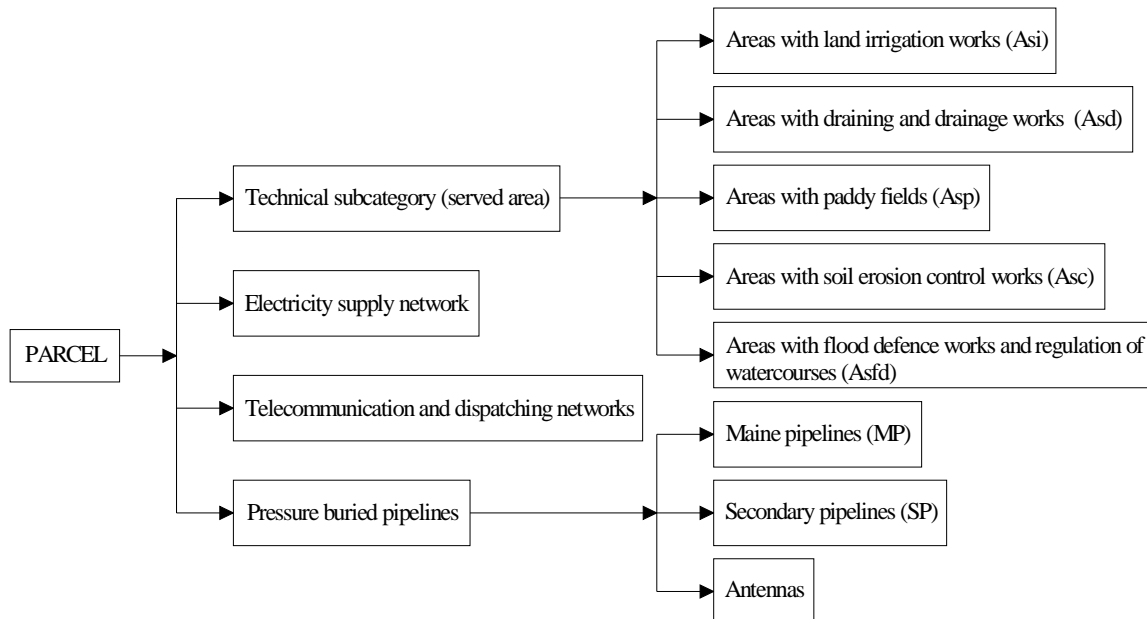 PARCEL
Technical subcategory (served area)
Electricity supply network
Telecommunication and dispatching networks
Pressure buried pipelines
Areas with land irrigation works (Asi)
Areas with draining and drainage works (Asd)
Areas with paddy fields (Asp)
Areas with soil erosion control works (Asc)
Areas with flood defence works and regulation of
watercourses (Asfd)
Maine pipelines (MP)
Secondary pipelines (SP)
Antennas